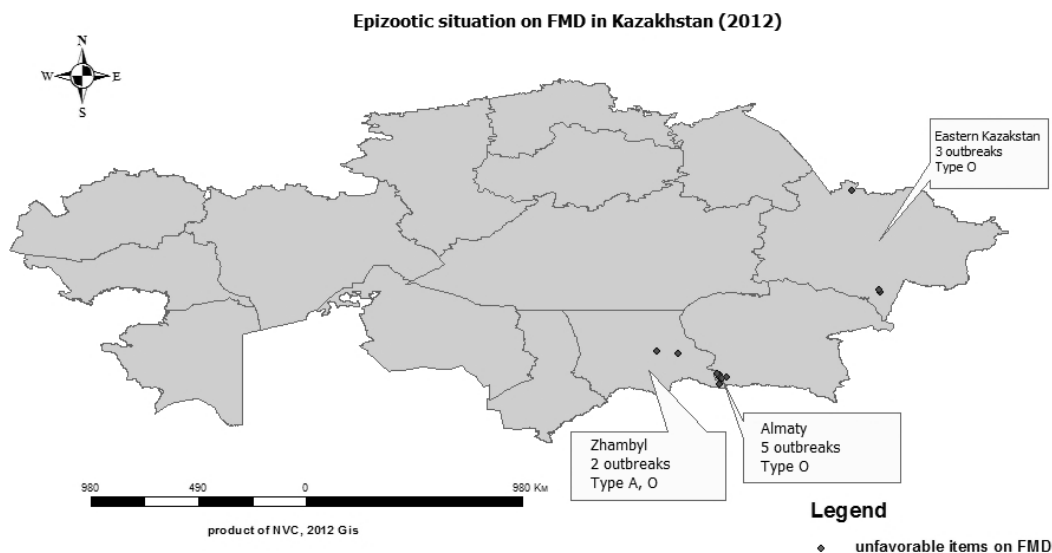 Epizootic situation on FMD in Kazakhstan (2012)
N
W E
S
Eastern Kazakstan
3 outbreaks
Type O
Zhambyl
2 outbreaks
Type A, O
Almaty
5 outbreaks
Type O
980 490 0 980 Км
product of NVC, 2012 Gis
Legend
unfavorable items on FMD